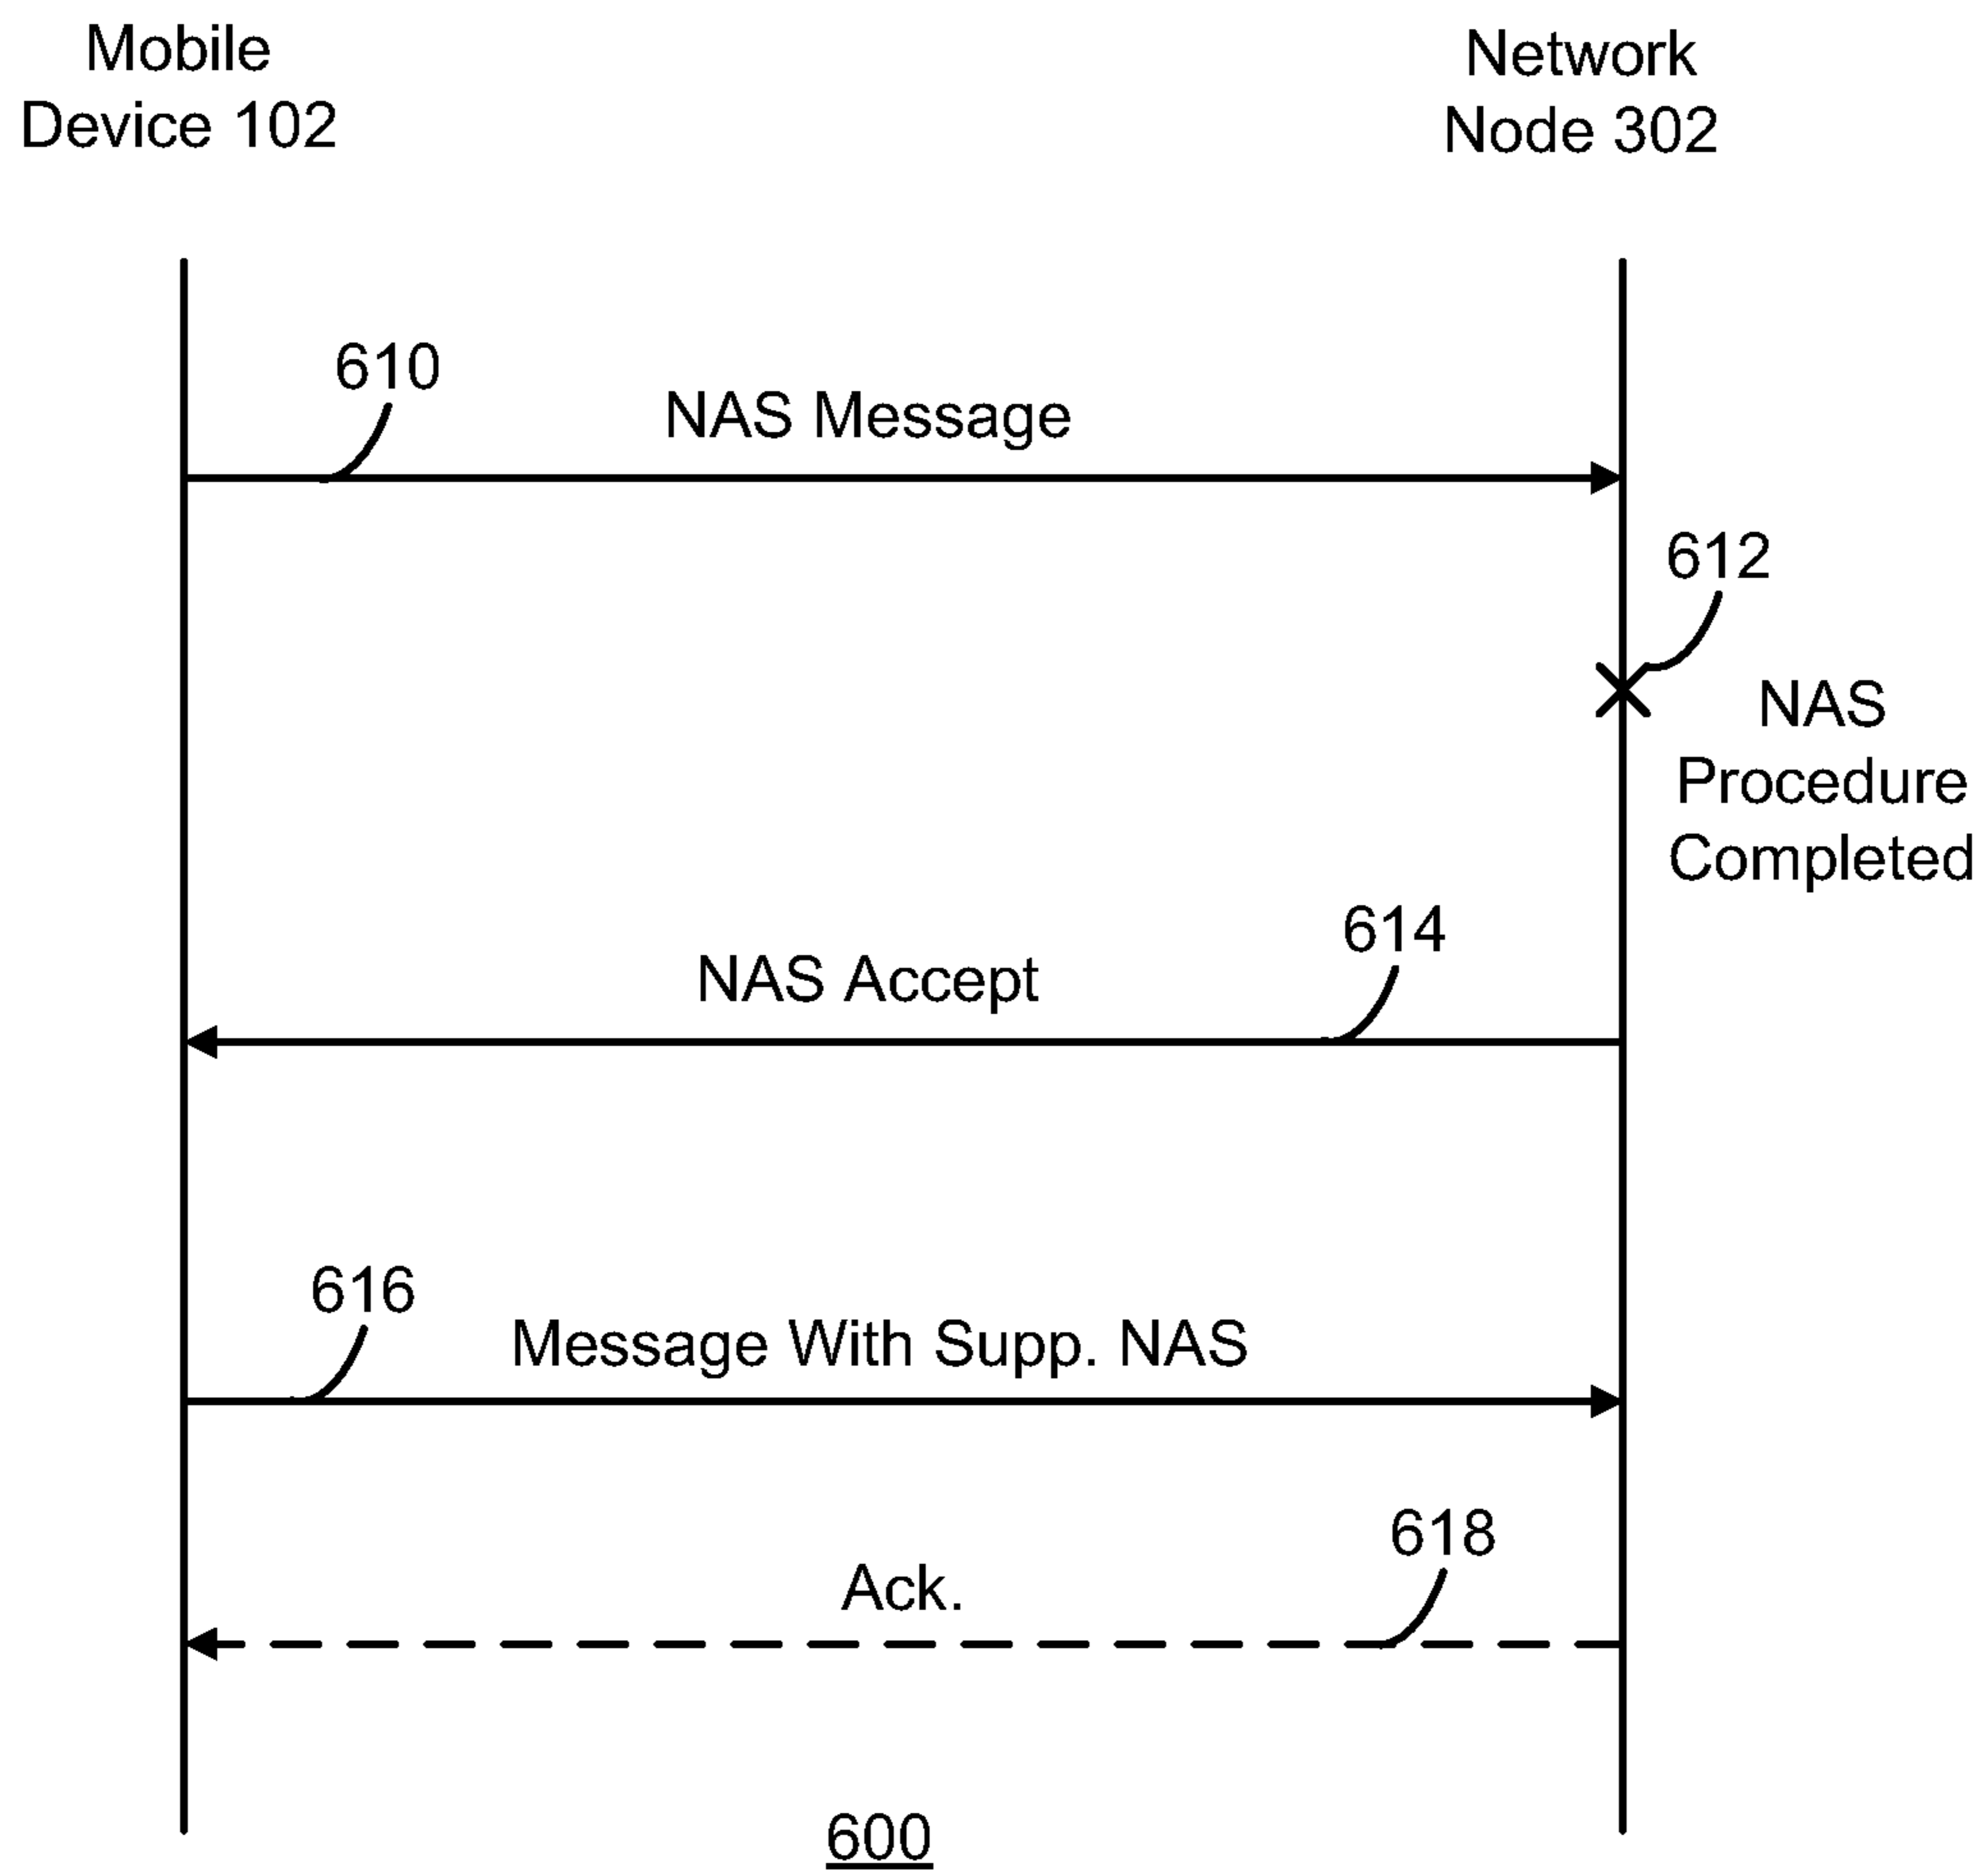 Mobile
Device 102
Network
Node 302
610
NAS Message
612
NAS
Procedure
Completed
614
NAS Accept
616
Message With Supp. NAS
618
Ack.
600